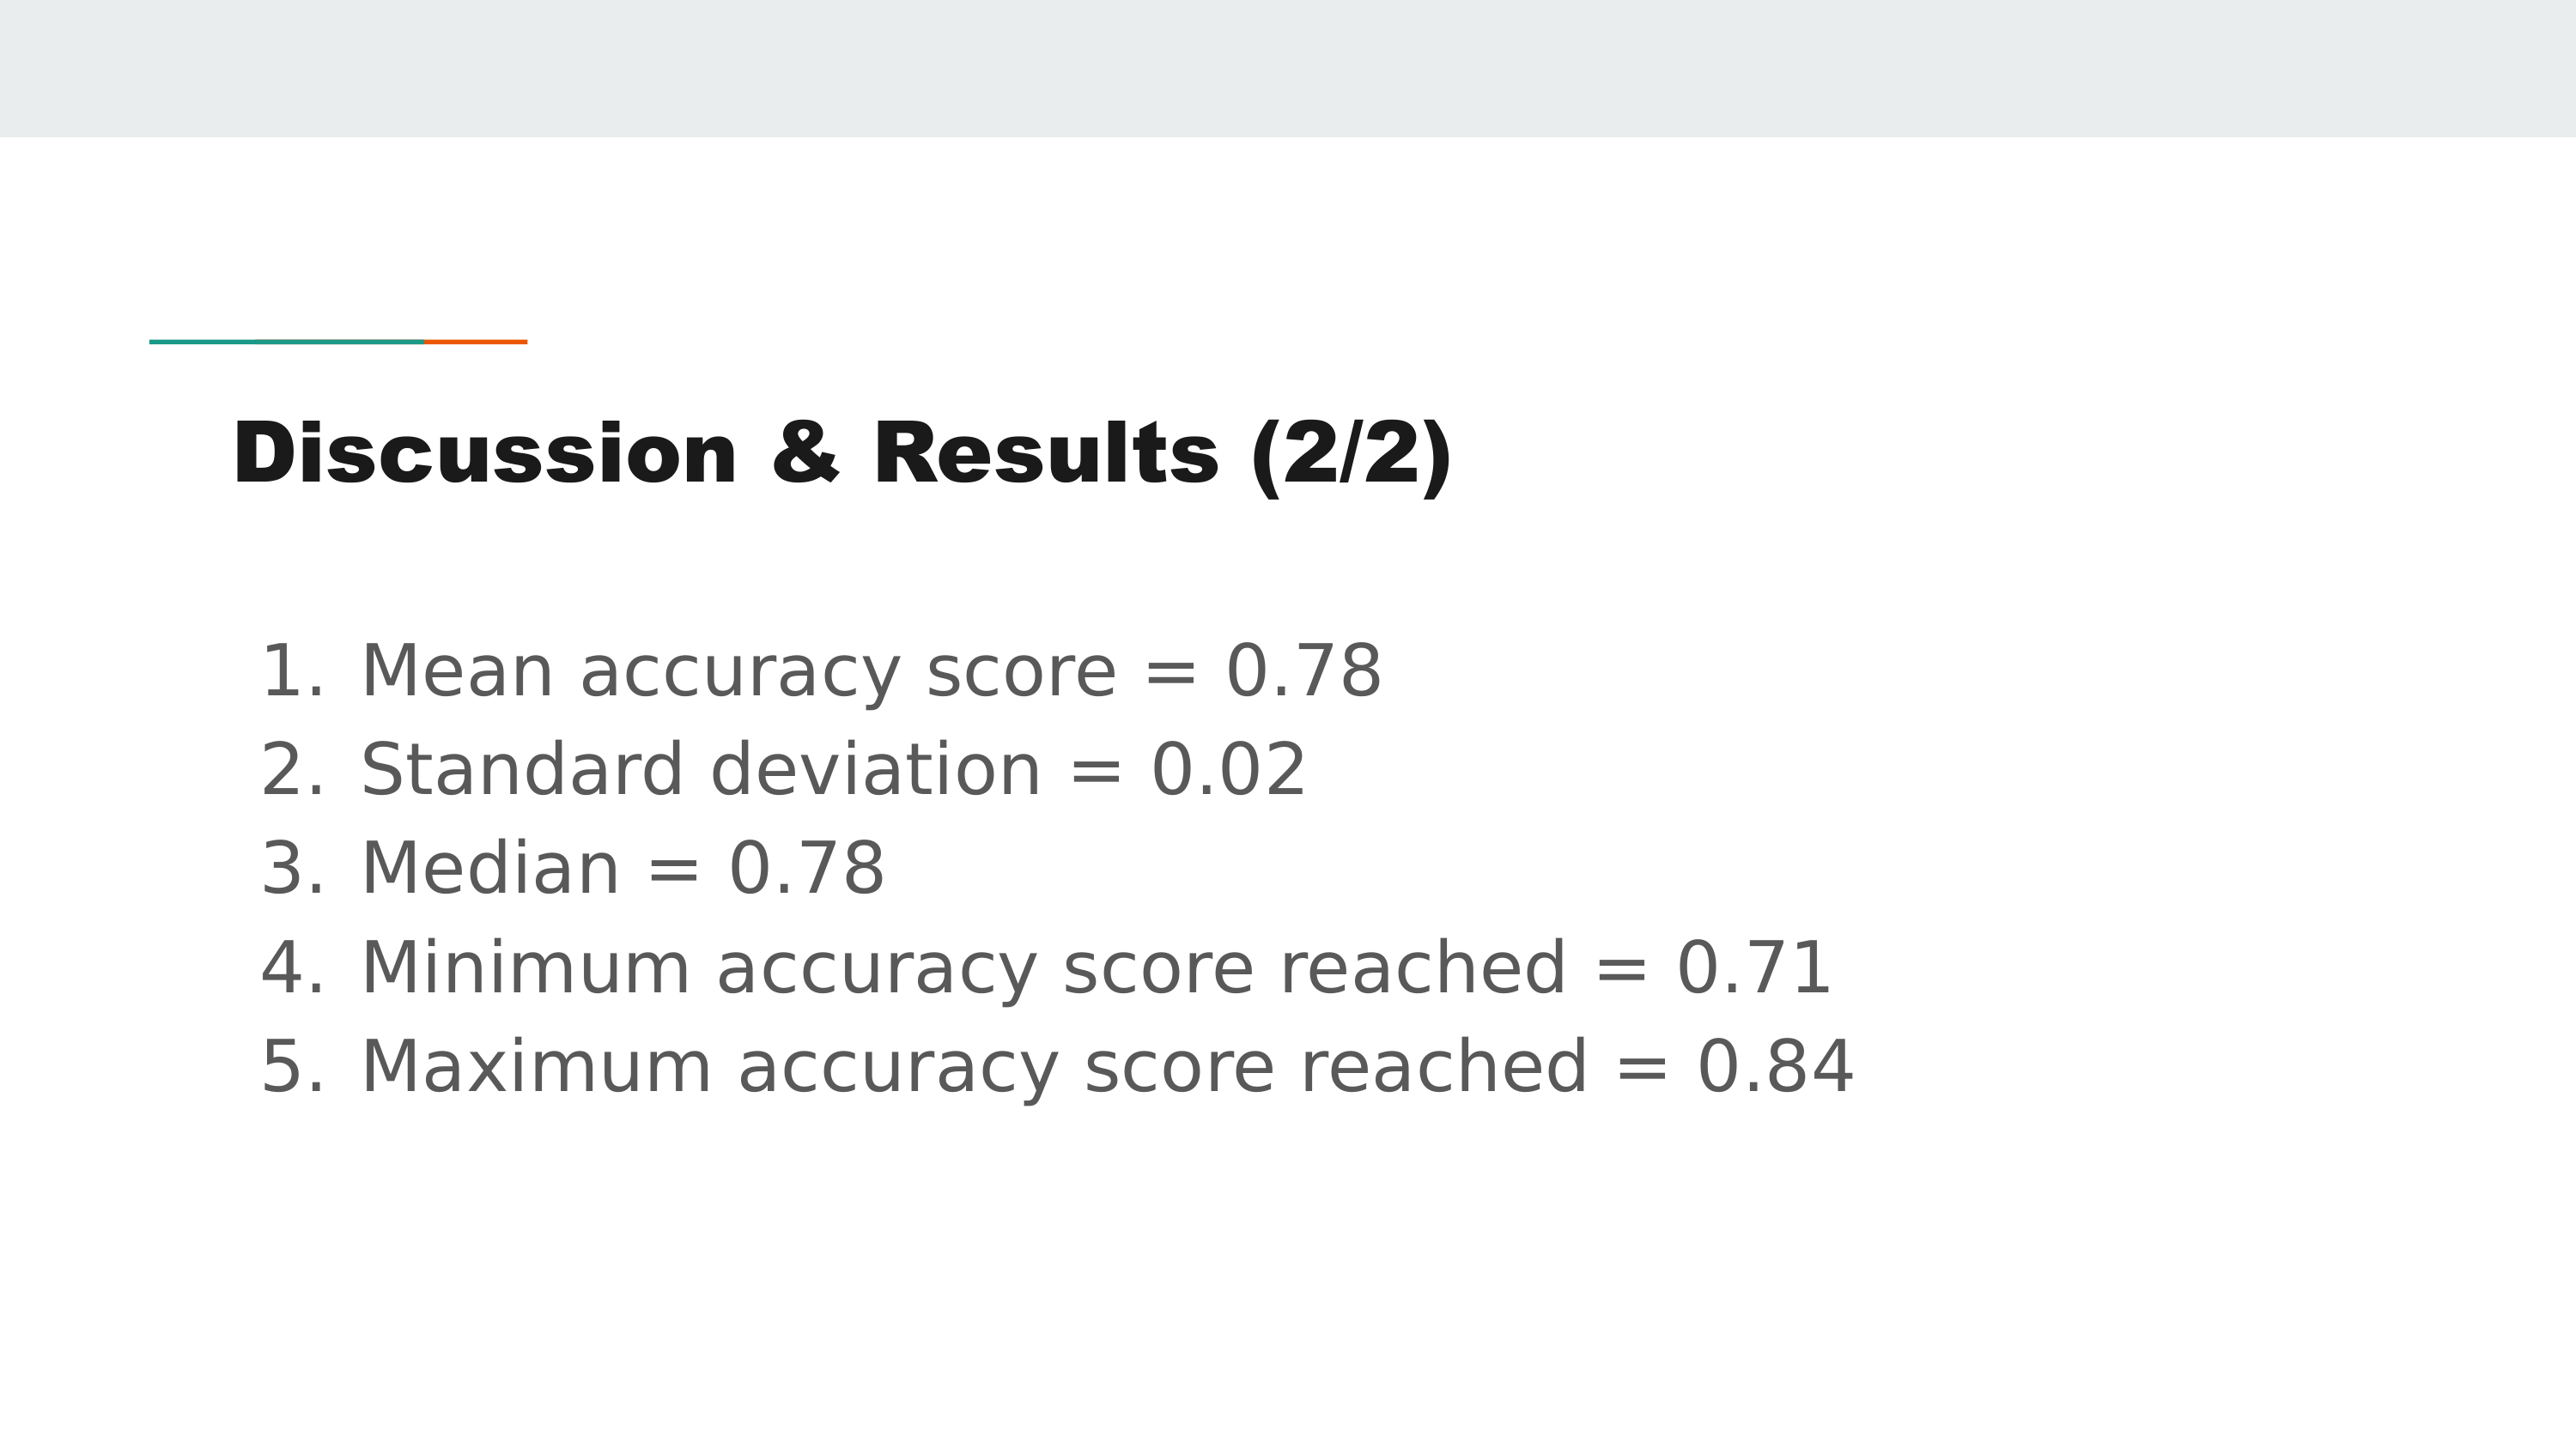 Discussion & Results (2/2)
1. Mean accuracy score = 0.78
2. Standard deviation = 0.02
3. Median = 0.78
4. Minimum accuracy score reached = 0.71
5. Maximum accuracy score reached = 0.84